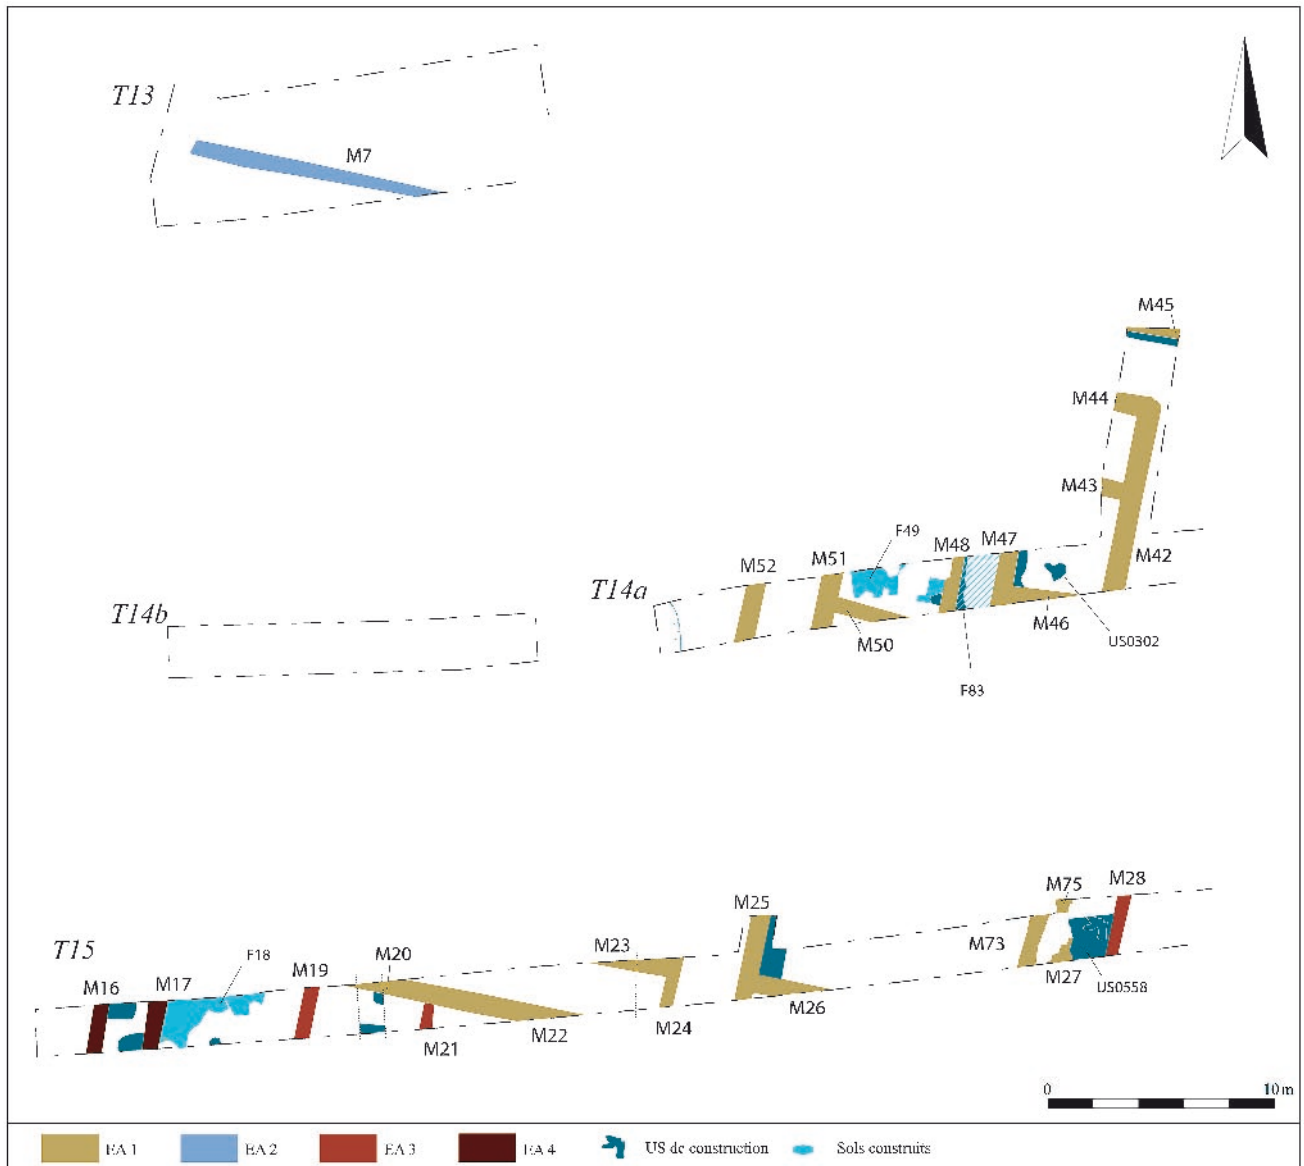 T13
M7
M45
M44
M43
M42
F49
M48
M47
M51
M52
T14a
T14b
M50
M46
US0302
F83
M75
M28
M25
M73
M23
M20
T15
F18
M19
M17
M16
M27
US0558
M26
M24
M22
M21
0
10 m
EA 1
EA 2
EA 3
EA 4
US de construction
Sols construits